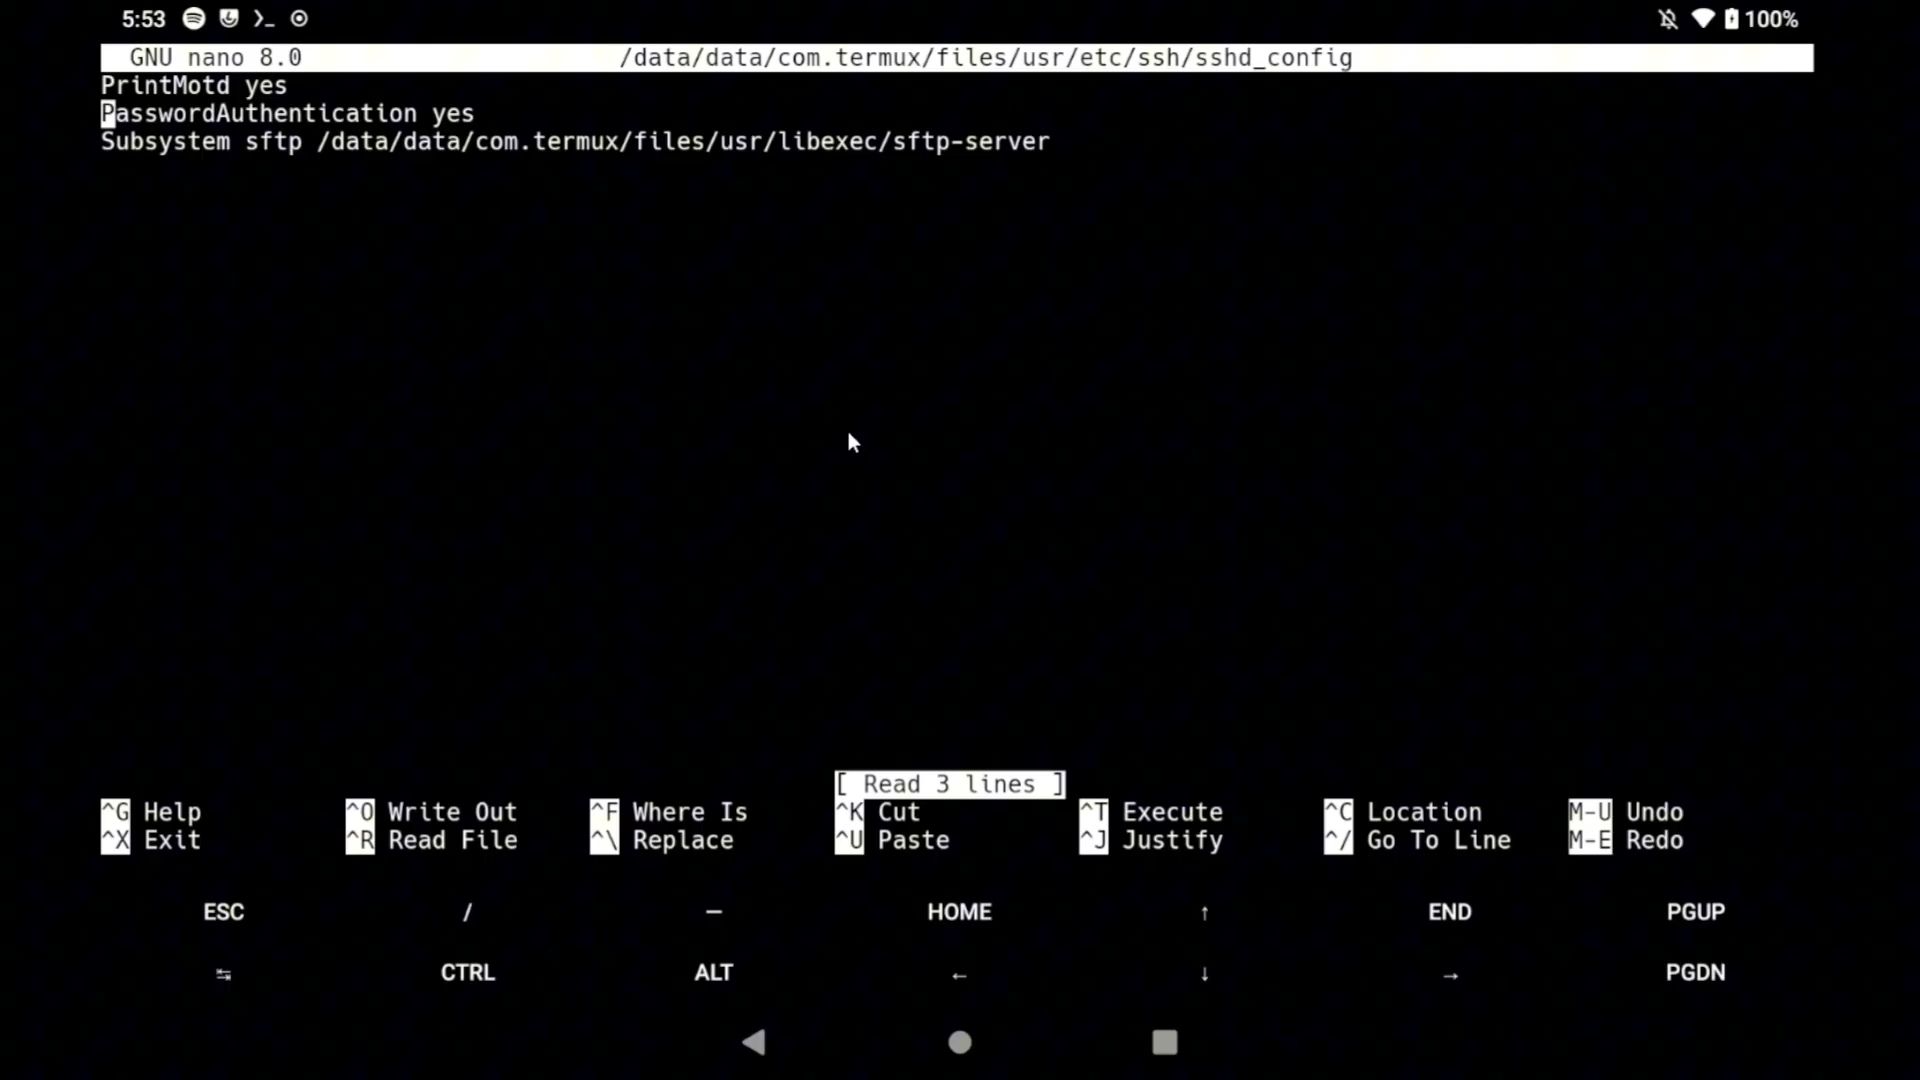 5:53 100%
GNU nano 8.0 /data/data/com.termux/files/usr/etc/ssh/sshd_config
PrintMotd yes
PasswordAuthentication yes
Subsystem sftp /data/data/com.termux/files/usr/libexec/sftp-server
[ Read 3 lines ]
^G Help ^O Write Out ^F Where Is ^K Cut ^T Execute ^C Location M-U Undo
^X Exit ^R Read File ^\ Replace ^U Paste ^J Justify ^/ Go To Line M-E Redo
ESC / — HOME ↑ END PGUP
⇆ CTRL ALT ← ↓ → PGDN